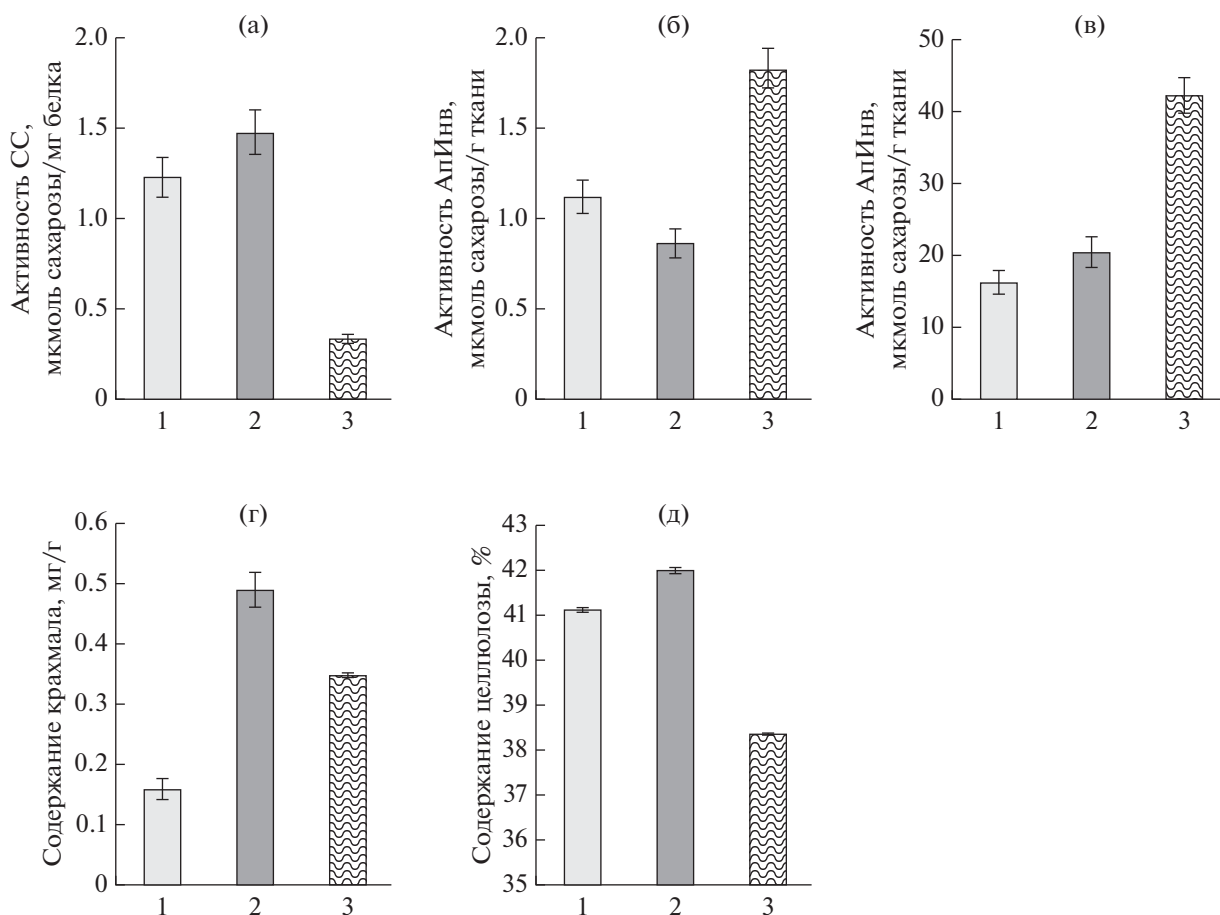 (а)
Активность СС,
мкмоль сахарозы/мг белка
2.0
1.5
1.0
0.5
0
1 2 3
(б)
Активность АпИнв,
мкмоль сахарозы/г ткани
2.0
1.5
1.0
0.5
0
1 2 3
(в)
Активность АпИнв,
мкмоль сахарозы/г ткани
50
40
30
20
10
0
1 2 3
(г)
Содержание крахмала, мг/г
0.6
0.5
0.4
0.3
0.2
0.1
0
1 2 3
(д)
Содержание целлюлозы, %
43
42
41
40
39
38
37
36
35
1 2 3